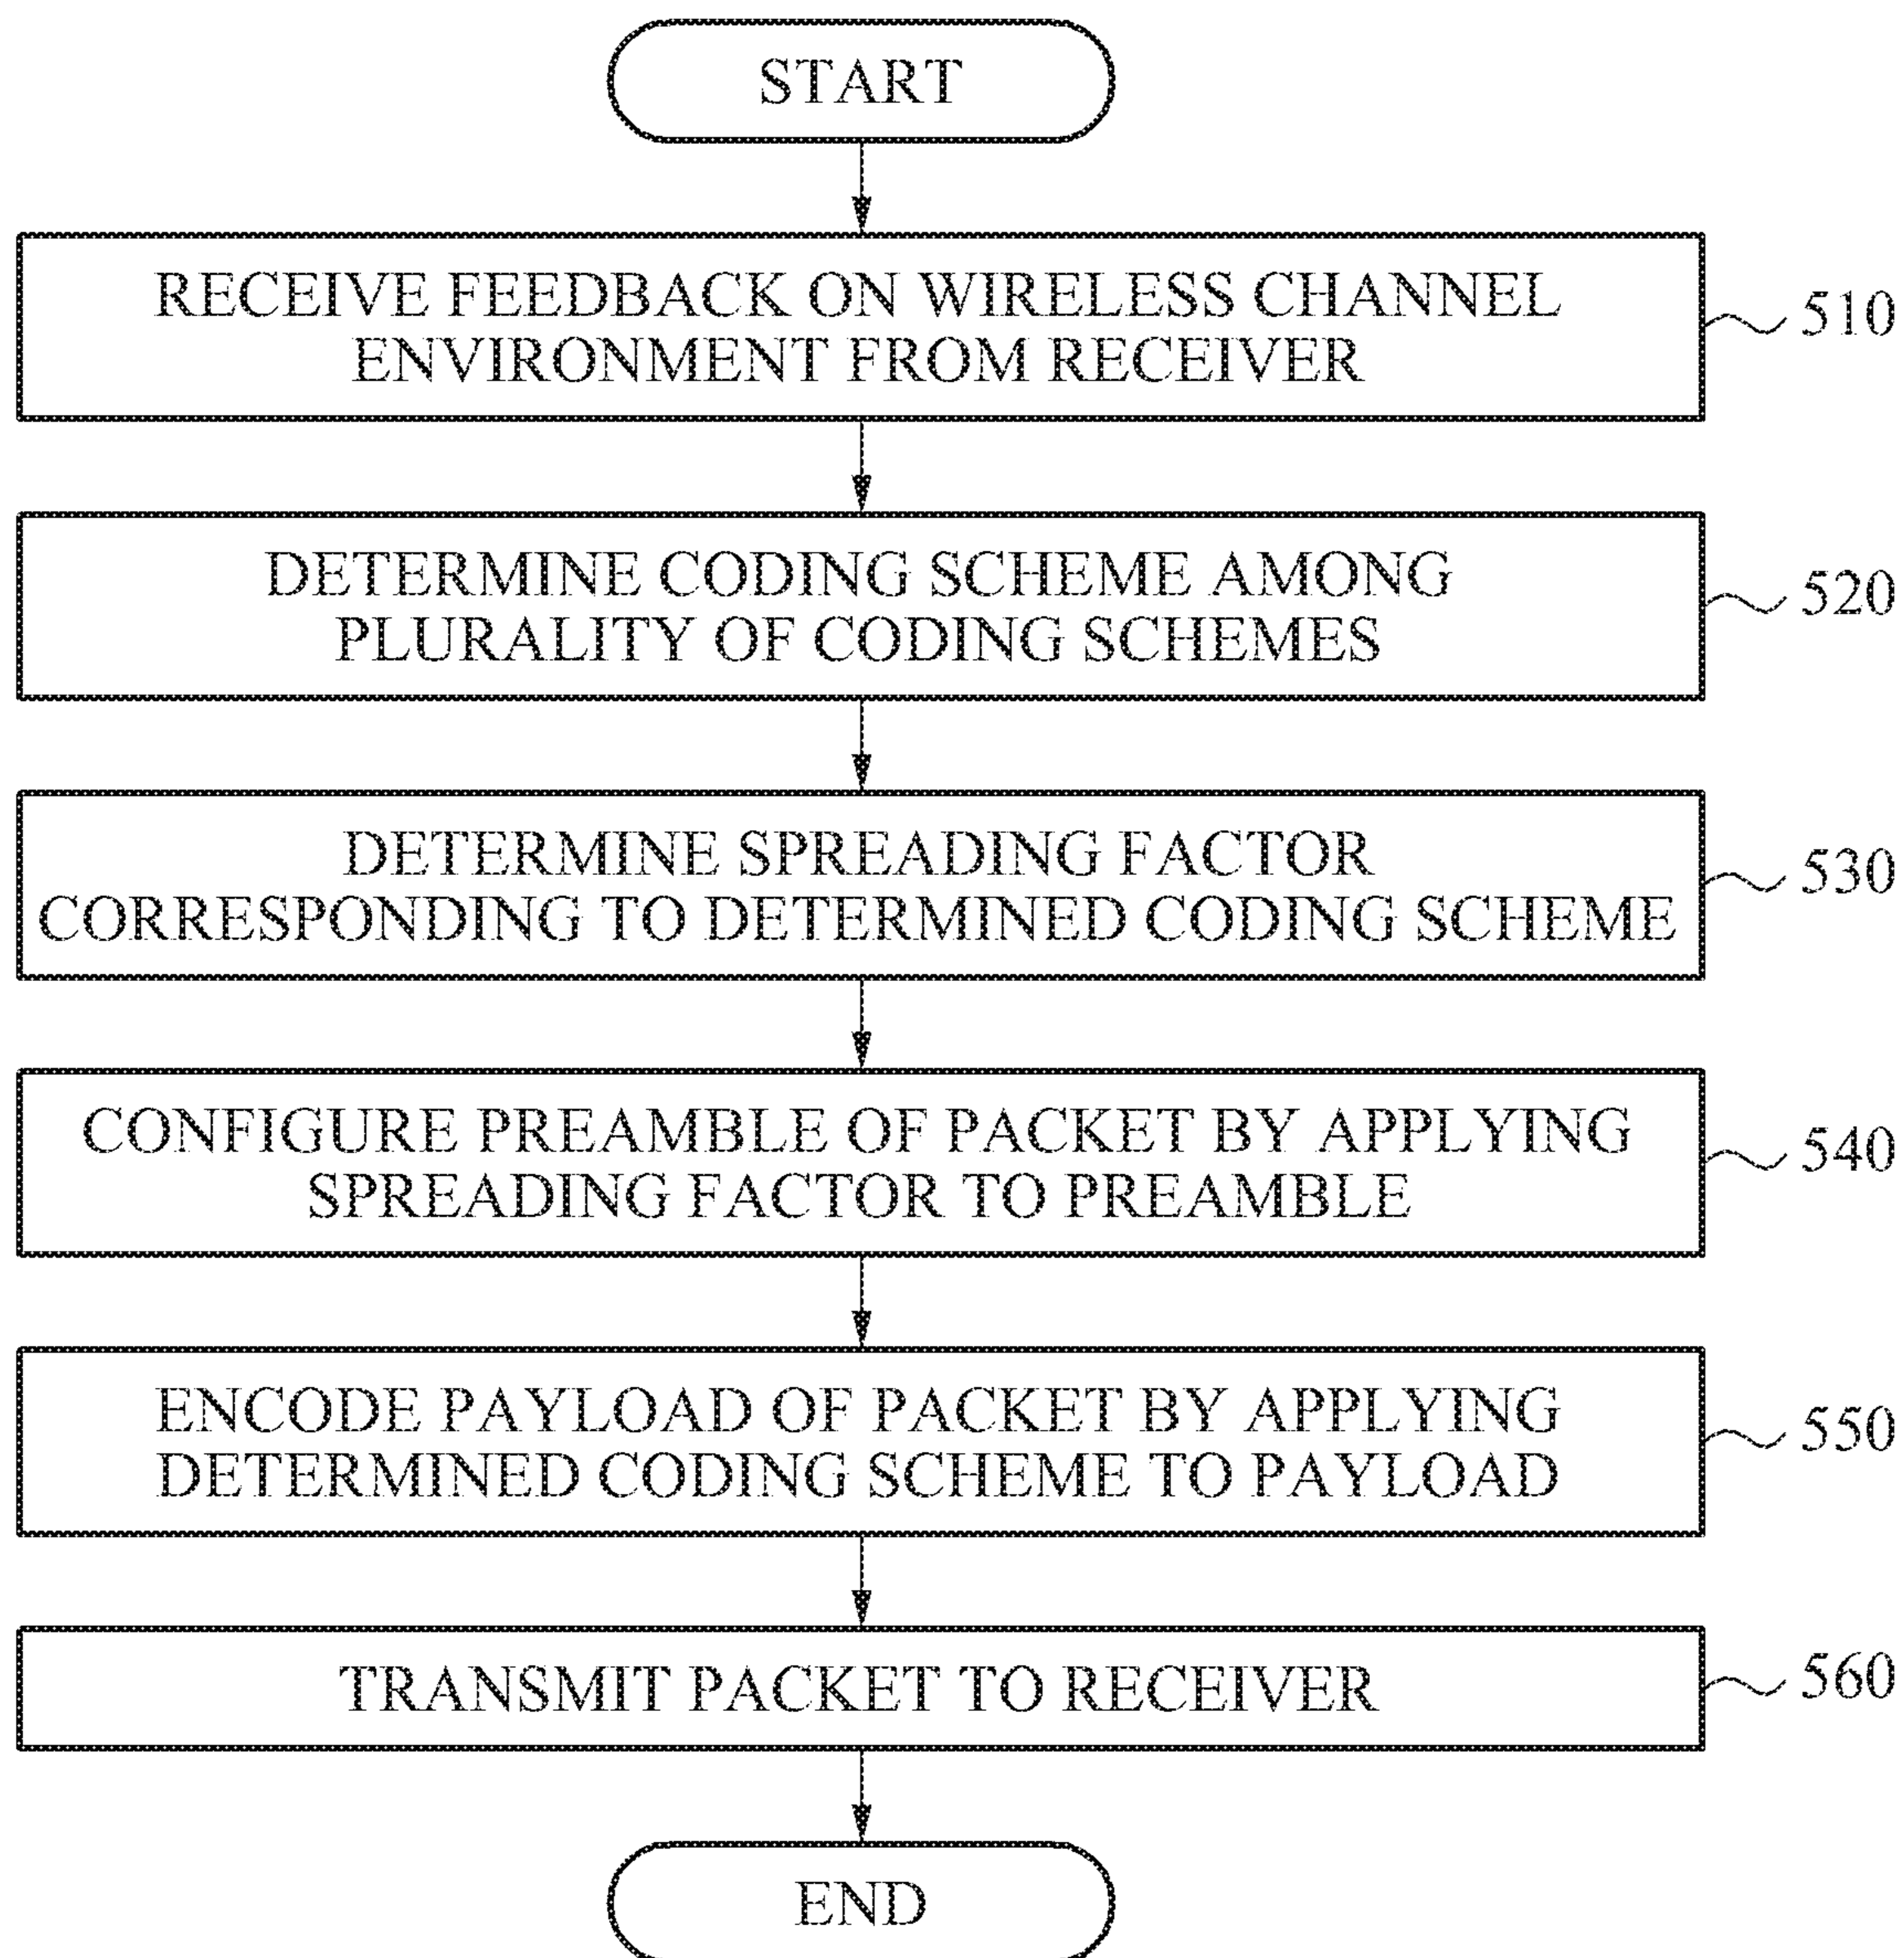 START
RECEIVE FEEDBACK ON WIRELESS CHANNEL
ENVIRONMENT FROM RECEIVER
510
DETERMINE CODING SCHEME AMONG
PLURALITY OF CODING SCHEMES
520
DETERMINE SPREADING FACTOR
CORRESPONDING TO DETERMINED CODING SCHEME
530
CONFIGURE PREAMBLE OF PACKET BY APPLYING
SPREADING FACTOR TO PREAMBLE
540
ENCODE PAYLOAD OF PACKET BY APPLYING
DETERMINED CODING SCHEME TO PAYLOAD
550
TRANSMIT PACKET TO RECEIVER
560
END